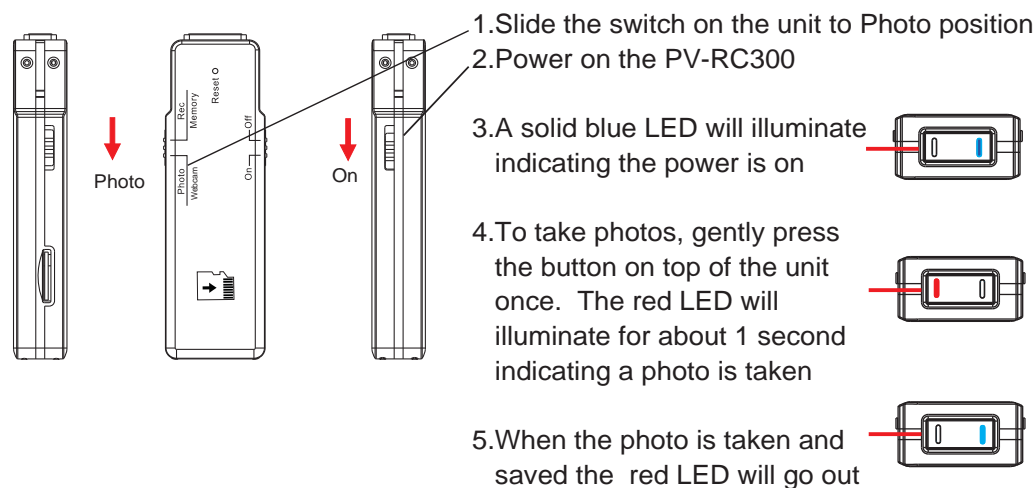 1.Slide the switch on the unit to Photo position
2.Power on the PV-RC300
3.A solid blue LED will illuminate
indicating the power is on
4.To take photos, gently press
the button on top of the unit
once. The red LED will
illuminate for about 1 second
indicating a photo is taken
5.When the photo is taken and
saved the red LED will go out
Photo
Photo
Webcam
Rec
Memory
Reset
On
Off
On